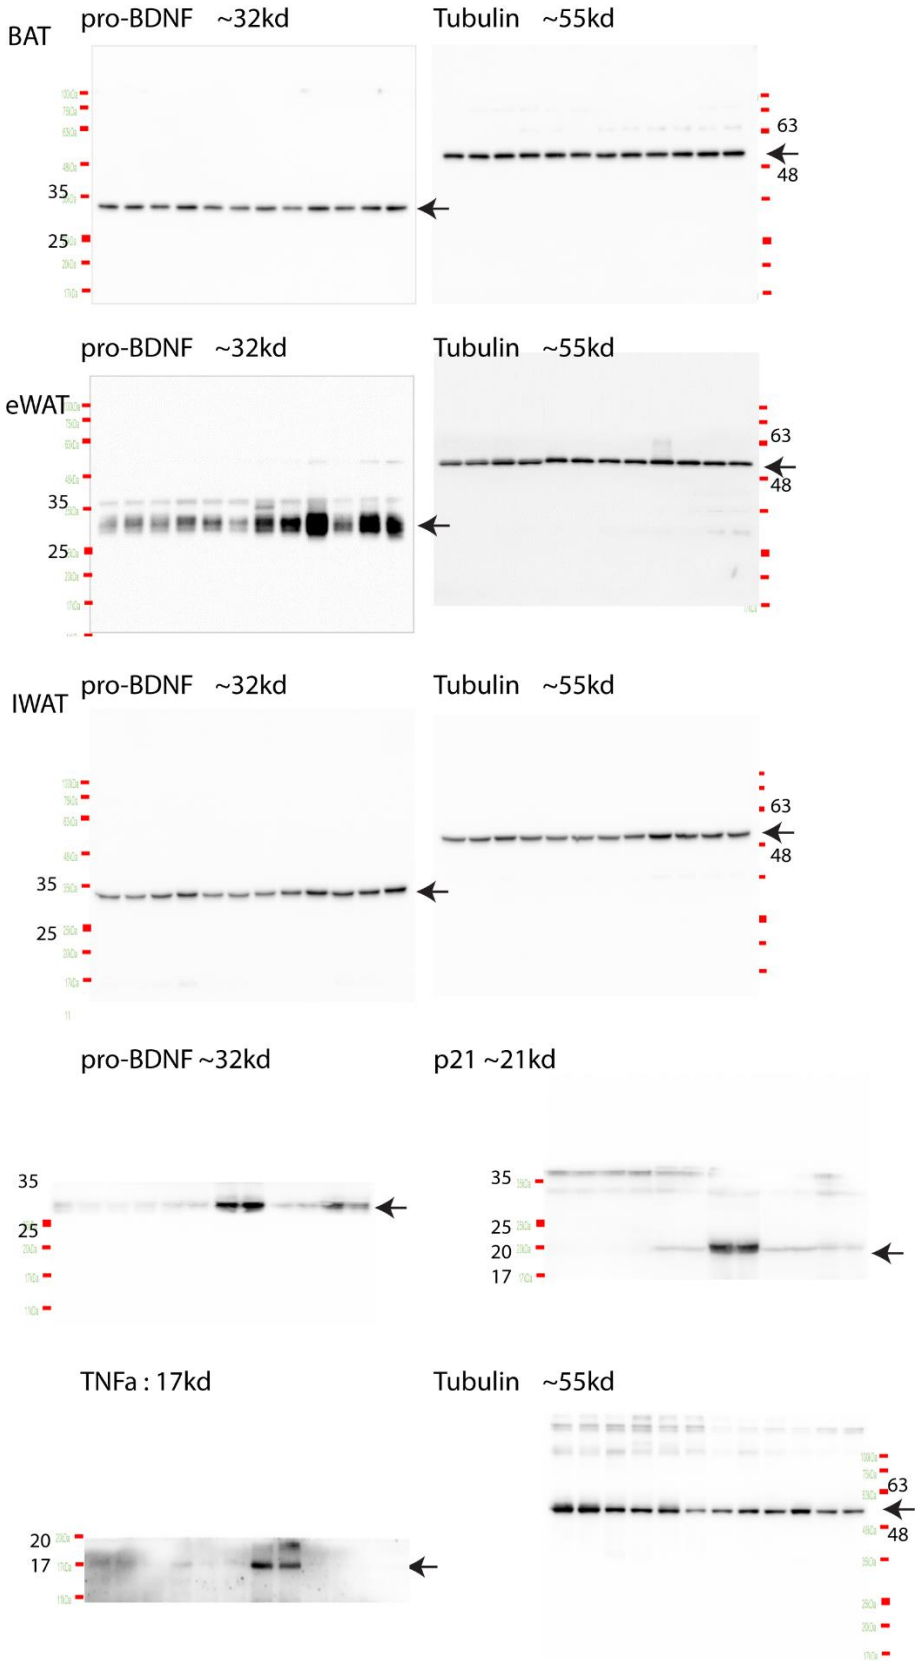 BAT
pro-BDNF ~32kd
Tubulin ~55kd
35
25
63
48
eWAT
pro-BDNF ~32kd
Tubulin ~55kd
35
25
63
48
IWAT
pro-BDNF ~32kd
Tubulin ~55kd
35
25
63
48
pro-BDNF ~32kd
p21 ~21kd
35
25
35
25
20
17
TNFa : 17kd
Tubulin ~55kd
20
17
63
48